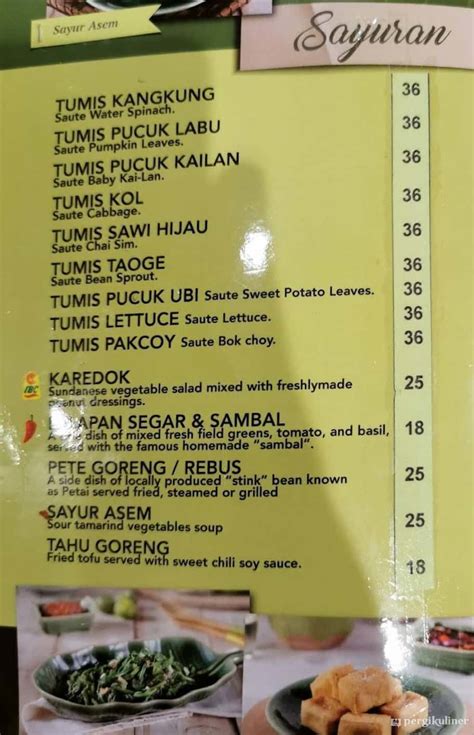 1 Sayur Asem
Sayuran
TUMIS KANGKUNG 36
Saute Water Spinach.
TUMIS PUCUK LABU 36
Saute Pumpkin Leaves.
TUMIS PUCUK KAILAN 36
Saute Baby Kai-Lan.
TUMIS KOL 36
Saute Cabbage.
TUMIS SAWI HIJAU 36
Saute Chai Sim.
TUMIS TAOGE 36
Saute Bean Sprout.
TUMIS PUCUK UBI Saute Sweet Potato Leaves. 36
TUMIS LETTUCE Saute Lettuce. 36
TUMIS PAKCOY Saute Bok choy. 36
IBC KAREDOK 25
Sundanese vegetable salad mixed with freshlymade
peanut dressings.
APAN SEGAR & SAMBAL 18
A side dish of mixed fresh field greens, tomato, and basil,
served with the famous homemade "sambal".
PETE GORENG / REBUS 25
A side dish of locally produced "stink" bean known
as Petai served fried, steamed or grilled
SAYUR ASEM 25
Sour tamarind vegetables soup
TAHU GORENG 18
Fried tofu served with sweet chili soy sauce.
pergikuliner